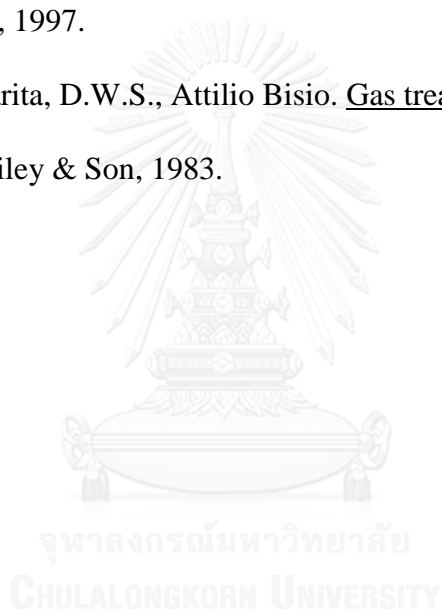 , 1997.
arita, D.W.S., Attilio Bisio. Gas trea
iley & Son, 1983.
จุฬาลงกรณ์มหาวิทยาลัย
CHULALONGKORN UNIVERSITY